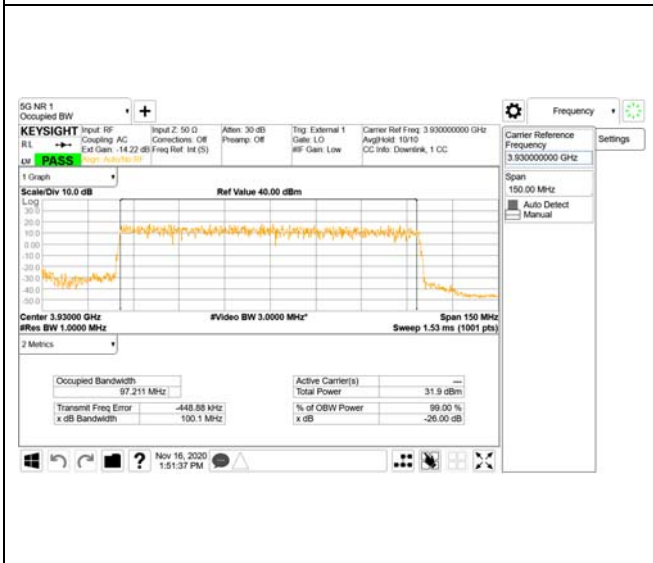 5G NR 1
Occupied BW
+
Frequency
KEYSIGHT Input: RF Input Z: 50 Ω Atten: 30 dB Trig: External 1 Carrier Ref Freq: 3.930000000 GHz
R L Coupling: AC Corrections: Off Preamp: Off Gate: LO Avg|Hold: 10/10
Ext Gain: -14.22 dB Freq Ref: Int (S) #IF Gain: Low CC Info: Downlink, 1 CC
PASS Align: Auto/No RF
Carrier Reference
Frequency
3.930000000 GHz
Settings
Span
150.00 MHz
Auto Detect
Manual
1 Graph
Scale/Div 10.0 dB Ref Value 40.00 dBm
Log
30.0
20.0
10.0
0.00
-10.0
-20.0
-30.0
-40.0
-50.0
Center 3.93000 GHz #Video BW 3.0000 MHz* Span 150 MHz
#Res BW 1.0000 MHz Sweep 1.53 ms (1001 pts)
2 Metrics
Occupied Bandwidth
97.211 MHz
Active Carrier(s) ---
Total Power 31.9 dBm
Transmit Freq Error -448.88 kHz
x dB Bandwidth 100.1 MHz
% of OBW Power 99.00 %
x dB -26.00 dB
?
Nov 16, 2020
1:51:37 PM